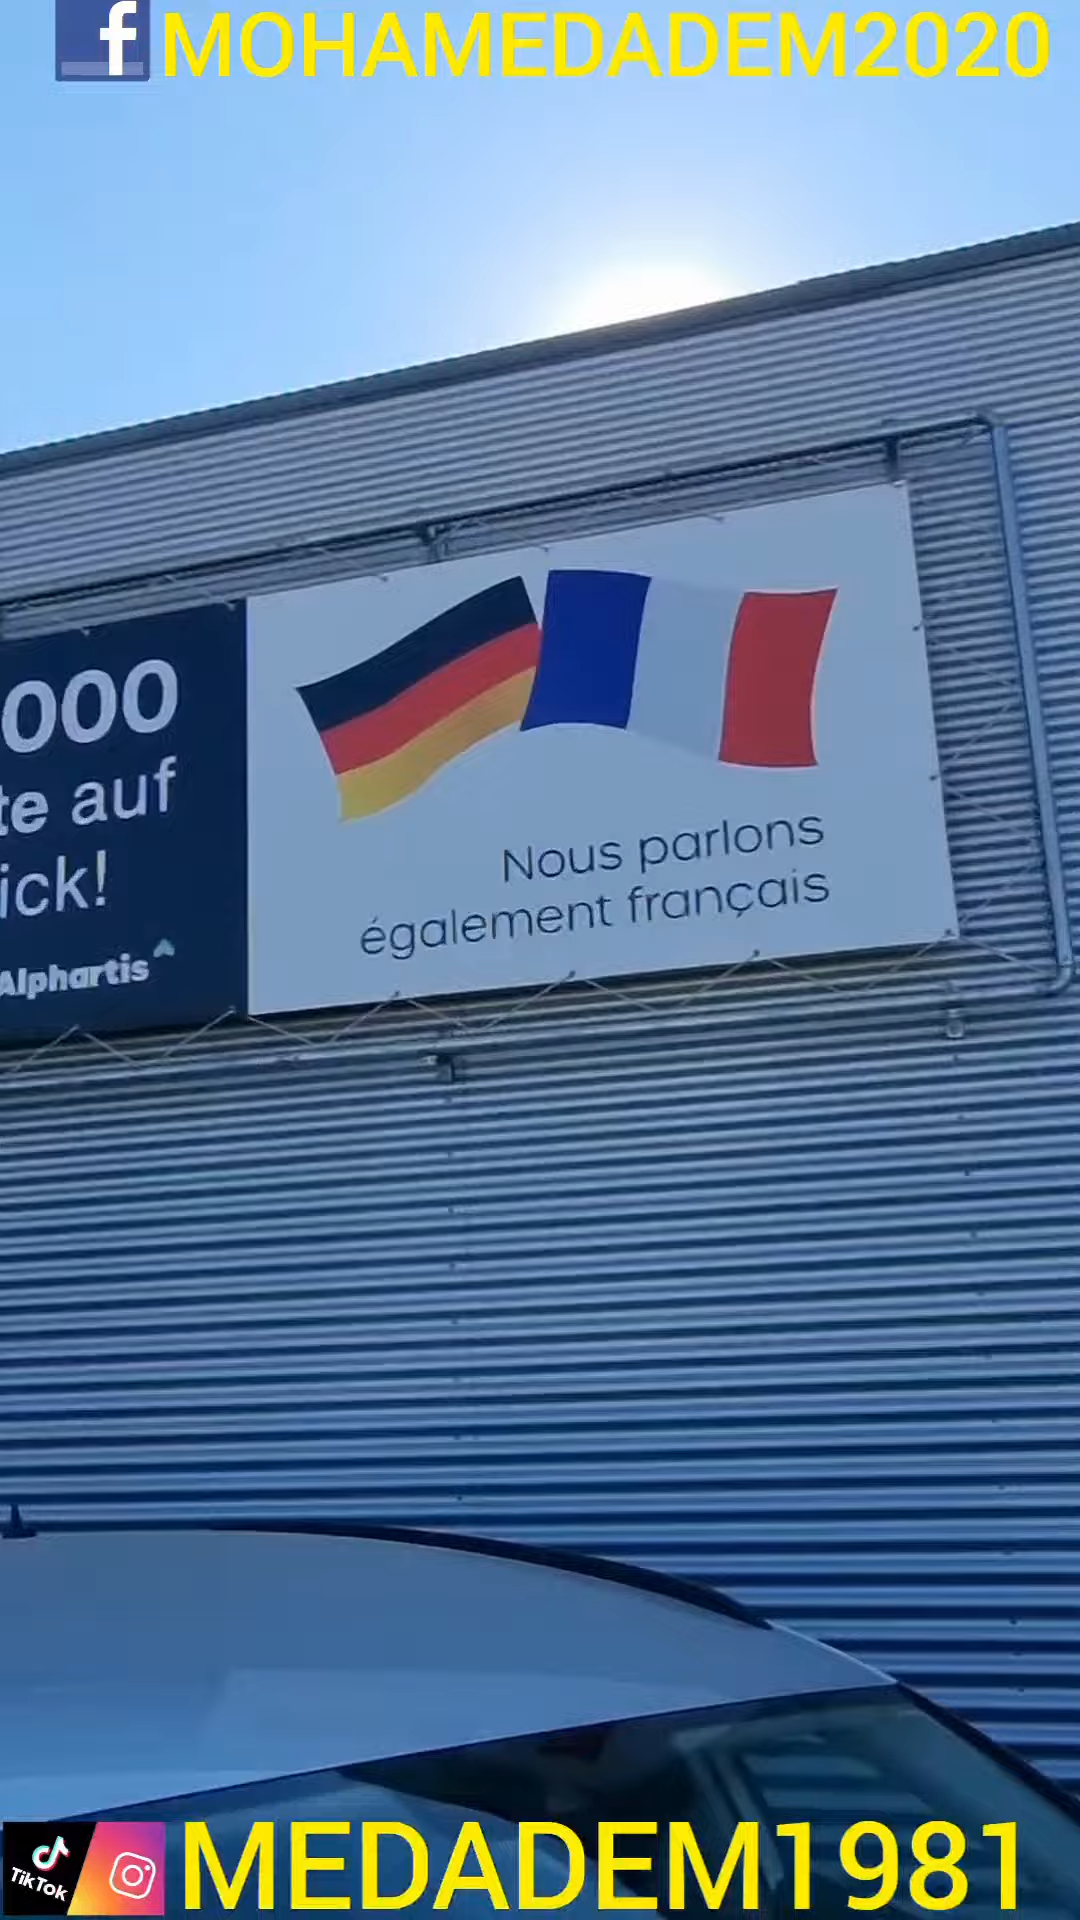 f MOHAMEDADEM2020
000
te auf
ick!
Alphartis
Nous parlons
également français
TikTok
MEDADEM1981